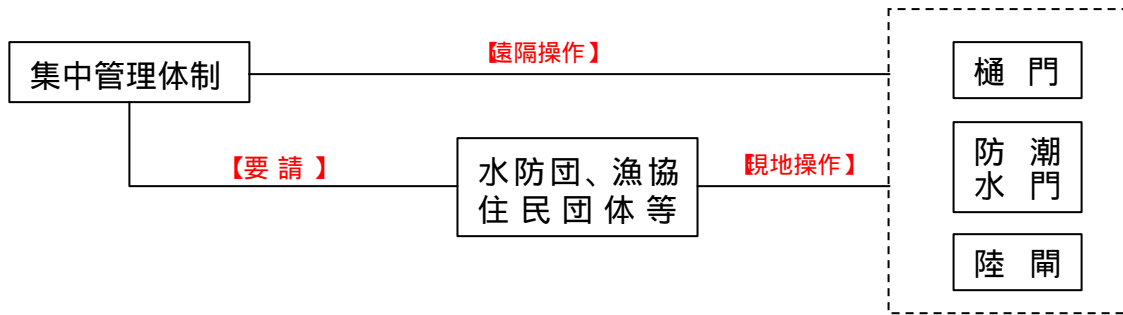 【遠隔操作】
集中管理体制
樋 門
【要 請 】
水防団、漁協
住 民 団 体 等
【現地操作】
防 潮
水 門
陸 閘